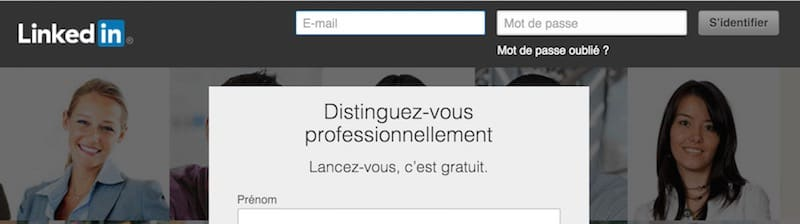 LinkedIn®
E-mail
Mot de passe
S'identifier
Mot de passe oublié ?
Distinguez-vous
professionnellement
Lancez-vous, c'est gratuit.
Prénom